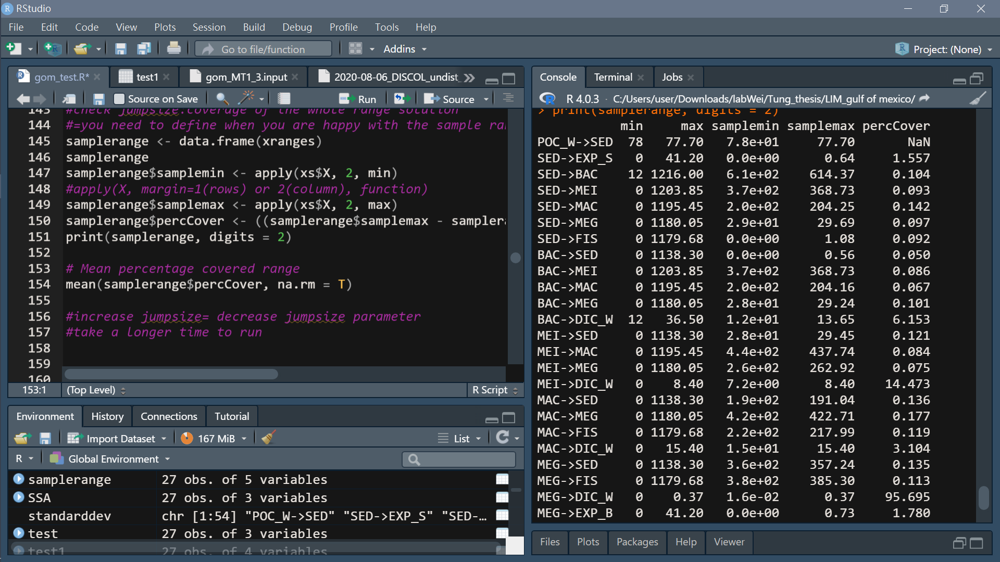 RStudio
File Edit Code View Plots Session Build Debug Profile Tools Help
Go to file/function Addins Project: (None)
gom_test.R* test1 gom_MT1_3.input 2020-08-06_DISCOL_undist
Source on Save Run Source
143 #check jumpsize.coverage of the whole range solution
144 #=you need to define when you are happy with the sample
145 samplerange <- data.frame(xranges)
146 samplerange
147 samplerange$samplemin <- apply(xs$X, 2, min)
148 #apply(X, margin=1(rows) or 2(column), function)
149 samplerange$samplemax <- apply(xs$X, 2, max)
150 samplerange$percCover <- ((samplerange$samplemax - sampler
151 print(samplerange, digits = 2)
152
153 # Mean percentage covered range
154 mean(samplerange$percCover, na.rm = T)
155
156 #increase jumpsize= decrease jumpsize parameter
157 #take a longer time to run
158
159
160
153:1 (Top Level) R Script
Environment History Connections Tutorial
Import Dataset 167 MiB List
R Global Environment
samplerange 27 obs. of 5 variables
SSA 27 obs. of 3 variables
standarddev chr [1:54] "POC_W->SED" "SED->EXP_S" "SED-...
test 27 obs. of 3 variables
test1 27 obs. of 4 variables
Console Terminal Jobs
R 4.0.3 · C:/Users/user/Downloads/labWei/Tung_thesis/LIM_gulf of mexico/
> print(samplerange, digits = 2)
min max samplemin samplemax percCover
POC_W->SED 78 77.70 7.8e+01 77.70 NaN
SED->EXP_S 0 41.20 0.0e+00 0.64 1.557
SED->BAC 12 1216.00 6.1e+02 614.37 0.104
SED->MEI 0 1203.85 3.7e+02 368.73 0.093
SED->MAC 0 1195.45 2.0e+02 204.25 0.142
SED->MEG 0 1180.05 2.9e+01 29.69 0.097
SED->FIS 0 1179.68 0.0e+00 1.08 0.092
BAC->SED 0 1138.30 0.0e+00 0.56 0.050
BAC->MEI 0 1203.85 3.7e+02 368.73 0.086
BAC->MAC 0 1195.45 2.0e+02 204.16 0.067
BAC->MEG 0 1180.05 2.8e+01 29.24 0.101
BAC->DIC_W 12 36.50 1.2e+01 13.65 6.153
MEI->SED 0 1138.30 2.8e+01 29.45 0.121
MEI->MAC 0 1195.45 4.4e+02 437.74 0.084
MEI->MEG 0 1180.05 2.6e+02 262.92 0.075
MEI->DIC_W 0 8.40 7.2e+00 8.40 14.473
MAC->SED 0 1138.30 1.9e+02 191.04 0.136
MAC->MEG 0 1180.05 4.2e+02 422.71 0.177
MAC->FIS 0 1179.68 2.2e+02 217.99 0.119
MAC->DIC_W 0 15.40 1.5e+01 15.40 3.104
MEG->SED 0 1138.30 3.6e+02 357.24 0.135
MEG->FIS 0 1179.68 3.8e+02 385.30 0.113
MEG->DIC_W 0 0.37 1.6e-02 0.37 95.695
MEG->EXP_B 0 41.20 0.0e+00 0.73 1.780
Files Plots Packages Help Viewer